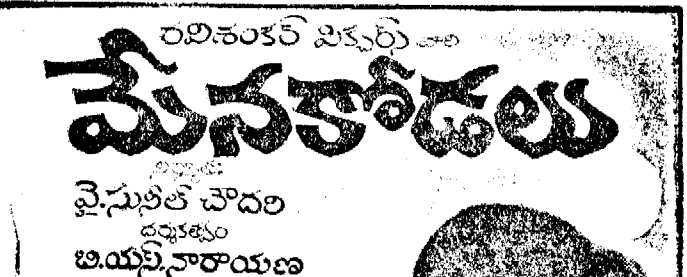 రవిశంకర్ పిక్చర్స్ వారి
మేనకోడలు
నిర్మాత
వై.సునీల్ చౌదరి
దర్శకత్వం
బి.యస్.నారాయణ